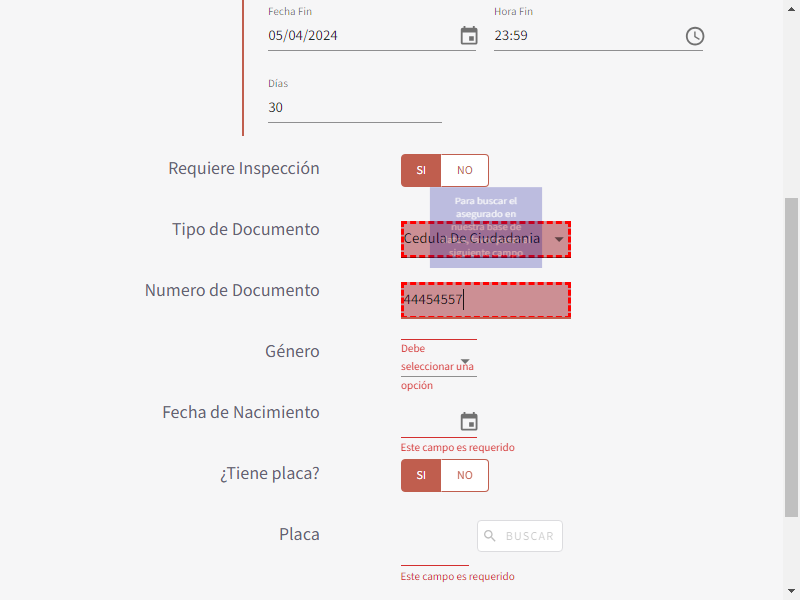 Fecha Fin
Hora Fin
05/04/2024
23:59
Días
30
Requiere Inspección
SI
NO
Para buscar el
asegurado en
nuestra base de
Tipo de Documento
Cedula De Ciudadania
siguiente campo
Numero de Documento
44454557
Género
Debe
seleccionar una
opción
Fecha de Nacimiento
Este campo es requerido
¿Tiene placa?
SI
NO
Placa
BUSCAR
Este campo es requerido